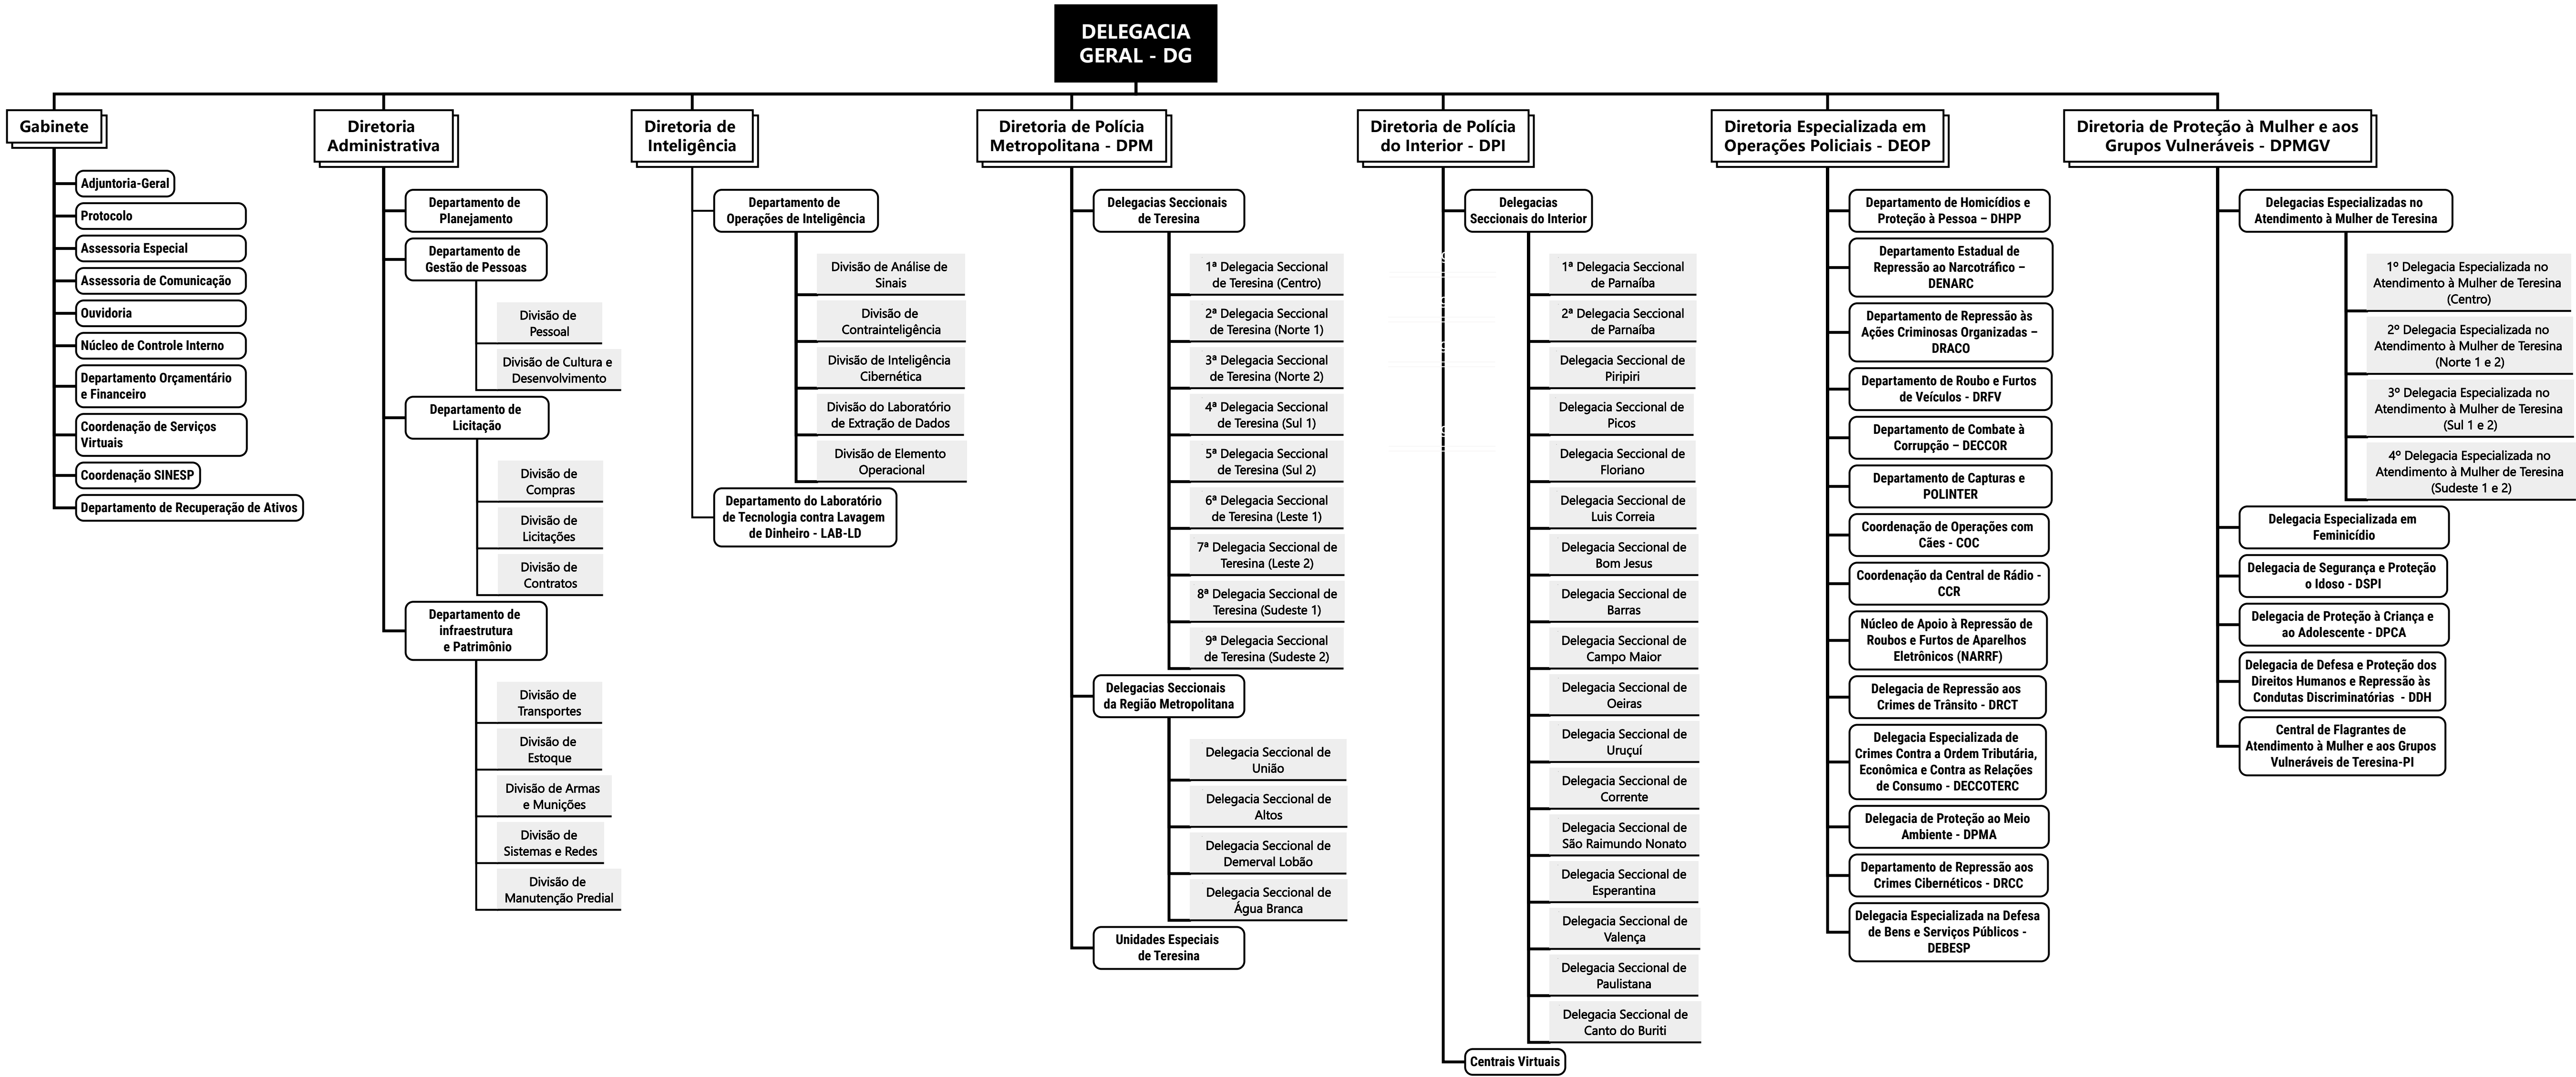 DELEGACIA
GERAL - DG
Gabinete
Adjuntoria-Geral
Protocolo
Assessoria Especial
Assessoria de Comunicação
Ouvidoria
Núcleo de Controle Interno
Departamento Orçamentário
e Financeiro
Coordenação de Serviços
Virtuais
Coordenação SINESP
Departamento de Recuperação de Ativos
Diretoria
Administrativa
Departamento de
Planejamento
Departamento de
Gestão de Pessoas
Divisão de
Pessoal
Divisão de Cultura e
Desenvolvimento
Departamento de
Licitação
Divisão de
Compras
Divisão de
Licitações
Divisão de
Contratos
Departamento de
infraestrutura
e Patrimônio
Divisão de
Transportes
Divisão de
Estoque
Divisão de Armas
e Munições
Divisão de
Sistemas e Redes
Divisão de
Manutenção Predial
Diretoria de
Inteligência
Departamento de
Operações de Inteligência
Divisão de Análise de
Sinais
Divisão de
Contrainteligência
Divisão de Inteligência
Cibernética
Divisão do Laboratório
de Extração de Dados
Divisão de Elemento
Operacional
Departamento do Laboratório
de Tecnologia contra Lavagem
de Dinheiro - LAB-LD
Diretoria de Polícia
Metropolitana - DPM
Delegacias Seccionais
de Teresina
1ª Delegacia Seccional
de Teresina (Centro)
2ª Delegacia Seccional
de Teresina (Norte 1)
3ª Delegacia Seccional
de Teresina (Norte 2)
4ª Delegacia Seccional
de Teresina (Sul 1)
5ª Delegacia Seccional
de Teresina (Sul 2)
6ª Delegacia Seccional
de Teresina (Leste 1)
7ª Delegacia Seccional de
Teresina (Leste 2)
8ª Delegacia Seccional de
Teresina (Sudeste 1)
9ª Delegacia Seccional
de Teresina (Sudeste 2)
Delegacias Seccionais
da Região Metropolitana
Delegacia Seccional de
União
Delegacia Seccional de
Altos
Delegacia Seccional de
Demerval Lobão
Delegacia Seccional de
Água Branca
Unidades Especiais
de Teresina
Diretoria de Polícia
do Interior - DPI
Delegacias
Seccionais do Interior
1ª Delegacia Seccional
de Parnaíba
2ª Delegacia Seccional
de Parnaíba
Delegacia Seccional de
Piripiri
Delegacia Seccional de
Picos
Delegacia Seccional de
Floriano
Delegacia Seccional de
Luis Correia
Delegacia Seccional de
Bom Jesus
Delegacia Seccional de
Barras
Delegacia Seccional de
Campo Maior
Delegacia Seccional de
Oeiras
Delegacia Seccional de
Uruçuí
Delegacia Seccional de
Corrente
Delegacia Seccional de
São Raimundo Nonato
Delegacia Seccional de
Esperantina
Delegacia Seccional de
Valença
Delegacia Seccional de
Paulistana
Delegacia Seccional de
Canto do Buriti
Centrais Virtuais
Diretoria Especializada em
Operações Policiais - DEOP
Departamento de Homicídios e
Proteção à Pessoa – DHPP
Departamento Estadual de
Repressão ao Narcotráfico –
DENARC
Departamento de Repressão às
Ações Criminosas Organizadas –
DRACO
Departamento de Roubo e Furtos
de Veículos - DRFV
Departamento de Combate à
Corrupção – DECCOR
Departamento de Capturas e
POLINTER
Coordenação de Operações com
Cães - COC
Coordenação da Central de Rádio -
CCR
Núcleo de Apoio à Repressão de
Roubos e Furtos de Aparelhos
Eletrônicos (NARRF)
Delegacia de Repressão aos
Crimes de Trânsito - DRCT
Delegacia Especializada de
Crimes Contra a Ordem Tributária,
Econômica e Contra as Relações
de Consumo - DECCOTERC
Delegacia de Proteção ao Meio
Ambiente - DPMA
Departamento de Repressão aos
Crimes Cibernéticos - DRCC
Delegacia Especializada na Defesa
de Bens e Serviços Públicos -
DEBESP
Diretoria de Proteção à Mulher e aos
Grupos Vulneráveis - DPMGV
Delegacias Especializadas no
Atendimento à Mulher de Teresina
1º Delegacia Especializada no
Atendimento à Mulher de Teresina
(Centro)
2º Delegacia Especializada no
Atendimento à Mulher de Teresina
(Norte 1 e 2)
3º Delegacia Especializada no
Atendimento à Mulher de Teresina
(Sul 1 e 2)
4º Delegacia Especializada no
Atendimento à Mulher de Teresina
(Sudeste 1 e 2)
Delegacia Especializada em
Feminicídio
Delegacia de Segurança e Proteção
o Idoso - DSPI
Delegacia de Proteção à Criança e
ao Adolescente - DPCA
Delegacia de Defesa e Proteção dos
Direitos Humanos e Repressão às
Condutas Discriminatórias - DDH
Central de Flagrantes de
Atendimento à Mulher e aos Grupos
Vulneráveis de Teresina-PI